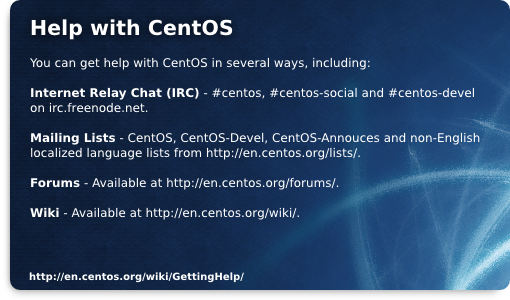 Help with CentOS
You can get help with CentOS in several ways, including:
Internet Relay Chat (IRC) - #centos, #centos-social and #centos-devel
on irc.freenode.net.
Mailing Lists - CentOS, CentOS-Devel, CentOS-Annouces and non-English
localized language lists from http://en.centos.org/lists/.
Forums - Available at http://en.centos.org/forums/.
Wiki - Available at http://en.centos.org/wiki/.
http://en.centos.org/wiki/GettingHelp/